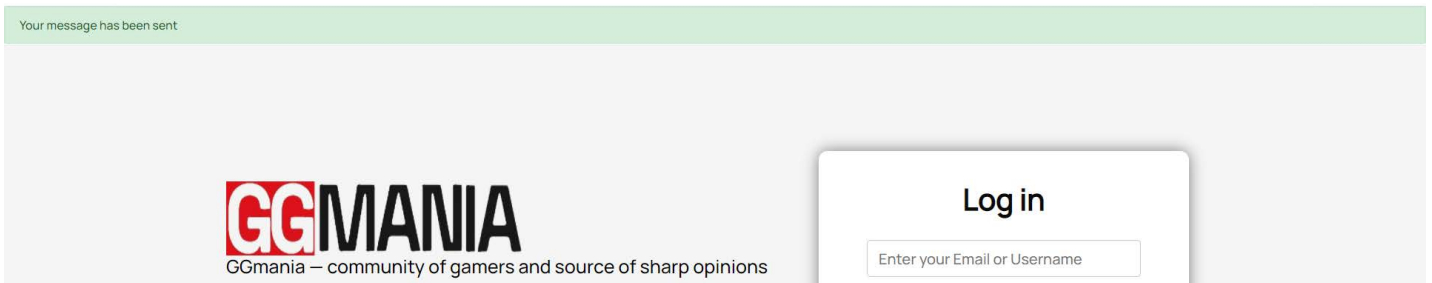 Your message has been sent
GGMANIA
GGmania — community of gamers and source of sharp opinions
Log in
Enter your Email or Username